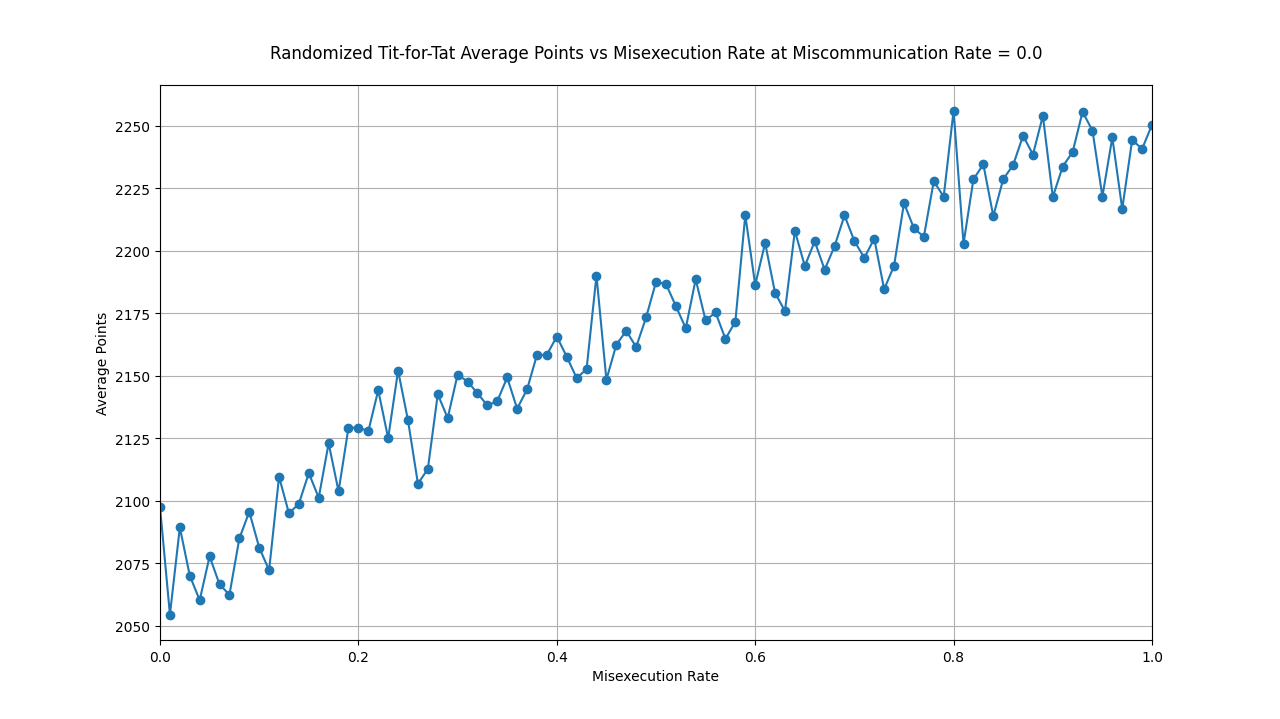 Randomized Tit-for-Tat Average Points vs Misexecution Rate at Miscommunication Rate = 0.0
2250
2225
2200
2175
2150
2125
2100
2075
2050
Average Points
0.0 0.2 0.4 0.6 0.8 1.0
Misexecution Rate